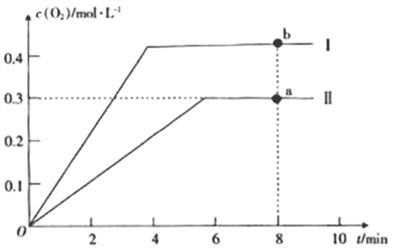 c(O₂)/mol·L⁻¹
b
I
0.4
a
0.3
II
0.2
0.1
O 2 4 6 8 10 t/min